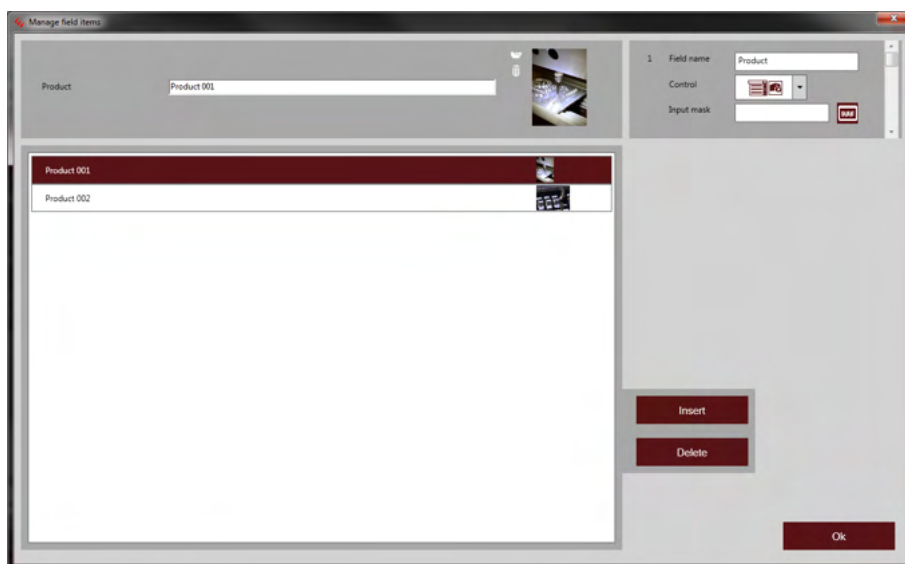 Manage field items
Product
Product 001
1 Field name Product
Control
Input mask
Product 001
Product 002
Insert
Delete
Ok